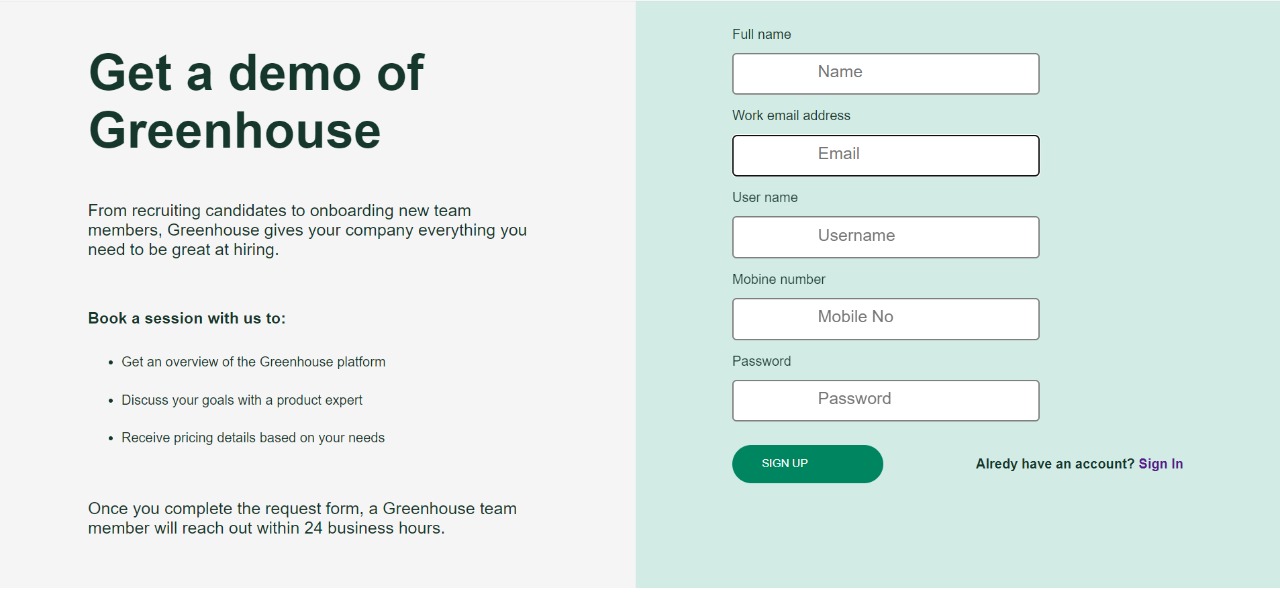 Get a demo of
Greenhouse
From recruiting candidates to onboarding new team
members, Greenhouse gives your company everything you
need to be great at hiring.
Book a session with us to:
• Get an overview of the Greenhouse platform
• Discuss your goals with a product expert
• Receive pricing details based on your needs
Once you complete the request form, a Greenhouse team
member will reach out within 24 business hours.
Full name
Name
Work email address
Email
User name
Username
Mobine number
Mobile No
Password
Password
SIGN UP
Alredy have an account? Sign In